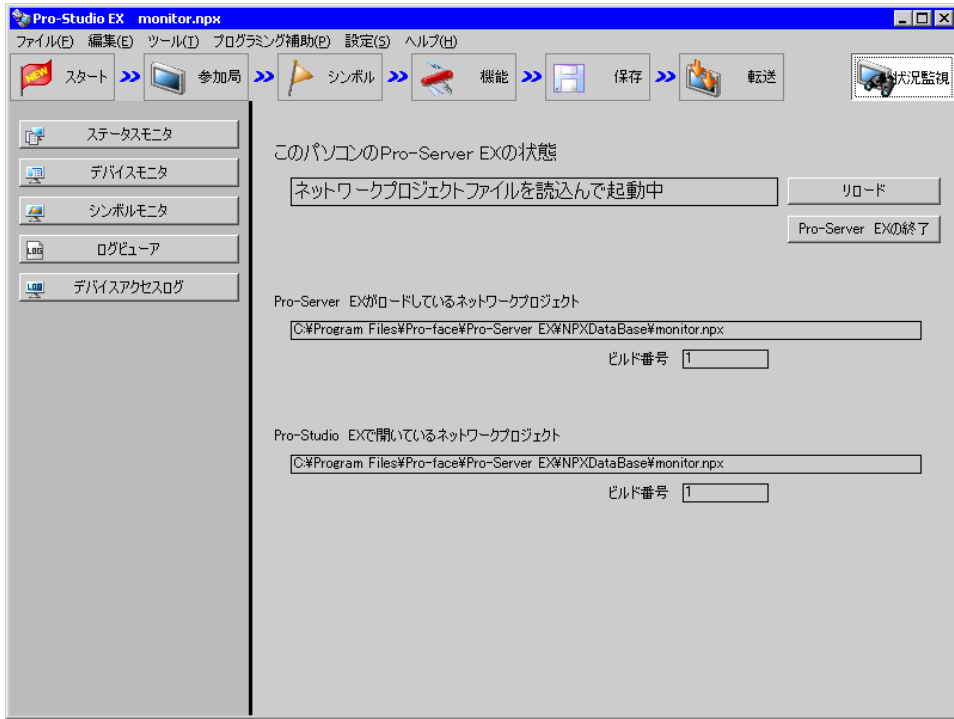 Pro-Studio EX monitor.npx
ファイル(F) 編集(E) ツール(T) プログラミング補助(P) 設定(S) ヘルプ(H)
NEW スタート 参加局 シンボル 機能 保存 転送 状況監視
ステータスモニタ
デバイスモニタ
シンボルモニタ
LOG ログビューア
LOG デバイスアクセスログ
このパソコンのPro-Server EXの状態
ネットワークプロジェクトファイルを読込んで起動中
リロード
Pro-Server EXの終了
Pro-Server EXがロードしているネットワークプロジェクト
C:¥Program Files¥Pro-face¥Pro-Server EX¥NPXDataBase¥monitor.npx
ビルド番号 1
Pro-Studio EXで開いているネットワークプロジェクト
C:¥Program Files¥Pro-face¥Pro-Server EX¥NPXDataBase¥monitor.npx
ビルド番号 1